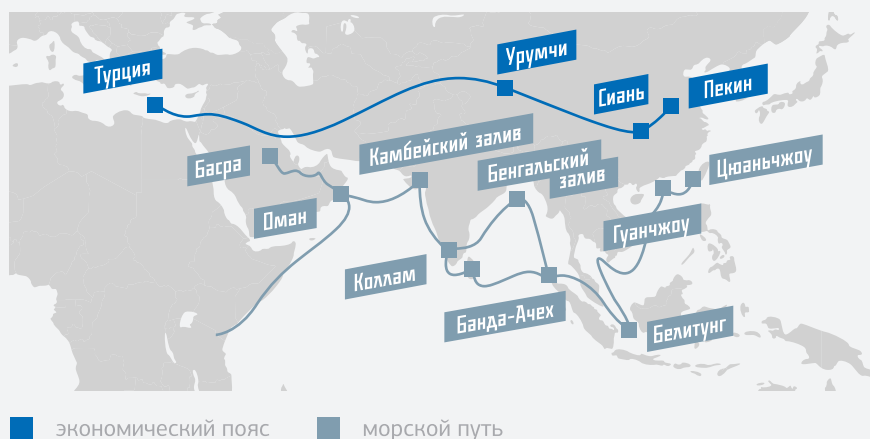 Турция
Урумчи
Сиань
Пекин
Басра
Камбейский залив
Бенгальский
залив
Цюаньчжоу
Оман
Гуанчжоу
Коллам
Банда-Ачех
Белитунг
экономический пояс
морской путь